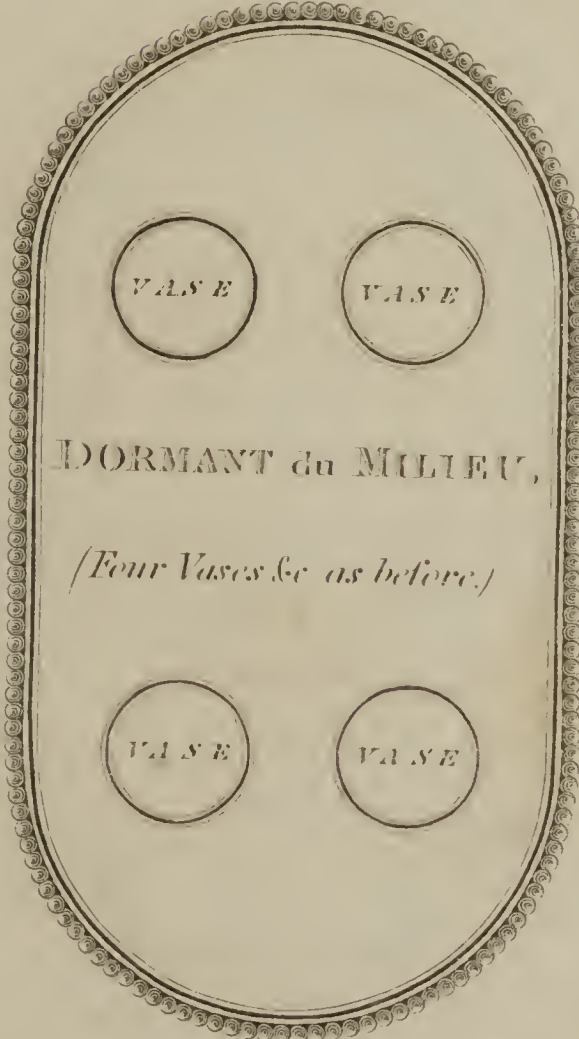 VASE VASE
DORMANT du MILIEU,
(Four Vases &c as before.)
VASE VASE